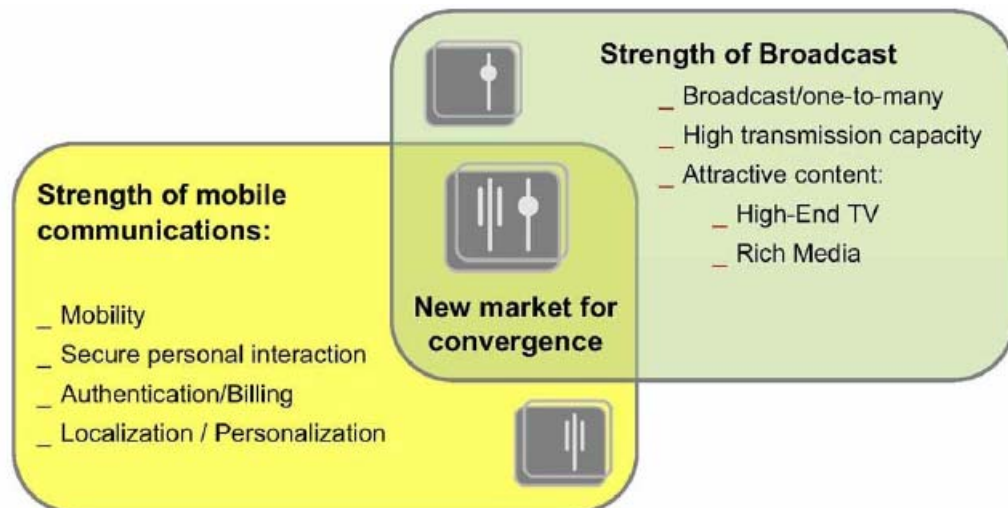 Strength of Broadcast
_ Broadcast/one-to-many
_ High transmission capacity
_ Attractive content:
_ High-End TV
_ Rich Media
Strength of mobile
communications:
_ Mobility
_ Secure personal interaction
_ Authentication/Billing
_ Localization / Personalization
New market for
convergence